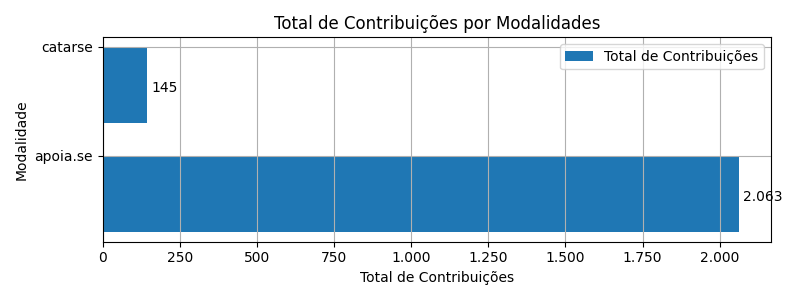 Total de Contribuições por Modalidades
catarse
Total de Contribuições
145
Modalidade
apoia.se
2.063
0 250 500 750 1.000 1.250 1.500 1.750 2.000
Total de Contribuições